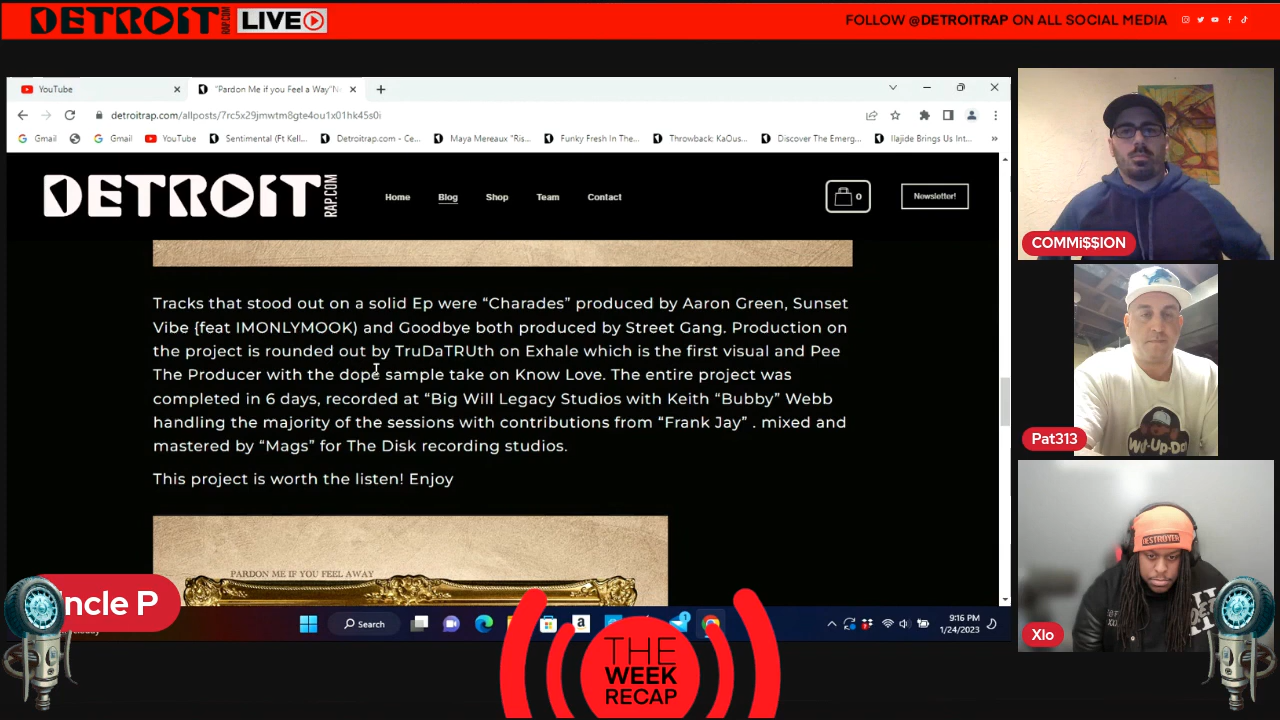 DETROIT RAP.COM LIVE
FOLLOW @DETROITRAP ON ALL SOCIAL MEDIA
YouTube
"Pardon Me if you Feel a Way" Ne
detroitrap.com/allposts/7rc5x29jmwtm8gte4ou1x01hk45s0i
Gmail
Gmail
YouTube
Sentimental (Ft Kell...
Detroitrap.com - Ce...
Maya Mereaux "Ris...
Funky Fresh In The...
Throwback: KaOus...
Discover The Emerg...
Ilajide Brings Us Int...
»
DETROIT RAP.COM
Home
Blog
Shop
Team
Contact
0
Newsletter!
Tracks that stood out on a solid Ep were “Charades” produced by Aaron Green, Sunset
Vibe {feat IMONLYMOOK) and Goodbye both produced by Street Gang. Production on
the project is rounded out by TruDaTRUth on Exhale which is the first visual and Pee
The Producer with the dope sample take on Know Love. The entire project was
completed in 6 days, recorded at “Big Will Legacy Studios with Keith “Bubby” Webb
handling the majority of the sessions with contributions from “Frank Jay” . mixed and
mastered by “Mags” for The Disk recording studios.
This project is worth the listen! Enjoy
PARDON ME IF YOU FEEL AWAY
COMMi$$ION
Pat313
DESTROYER
Xlo
ncle P
Search
9:16 PM
1/24/2023
THE
WEEK
RECAP